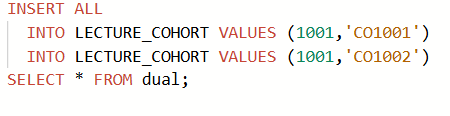 INSERT ALL
INTO LECTURE_COHORT VALUES (1001,'CO1001')
INTO LECTURE_COHORT VALUES (1001,'CO1002')
SELECT * FROM dual;